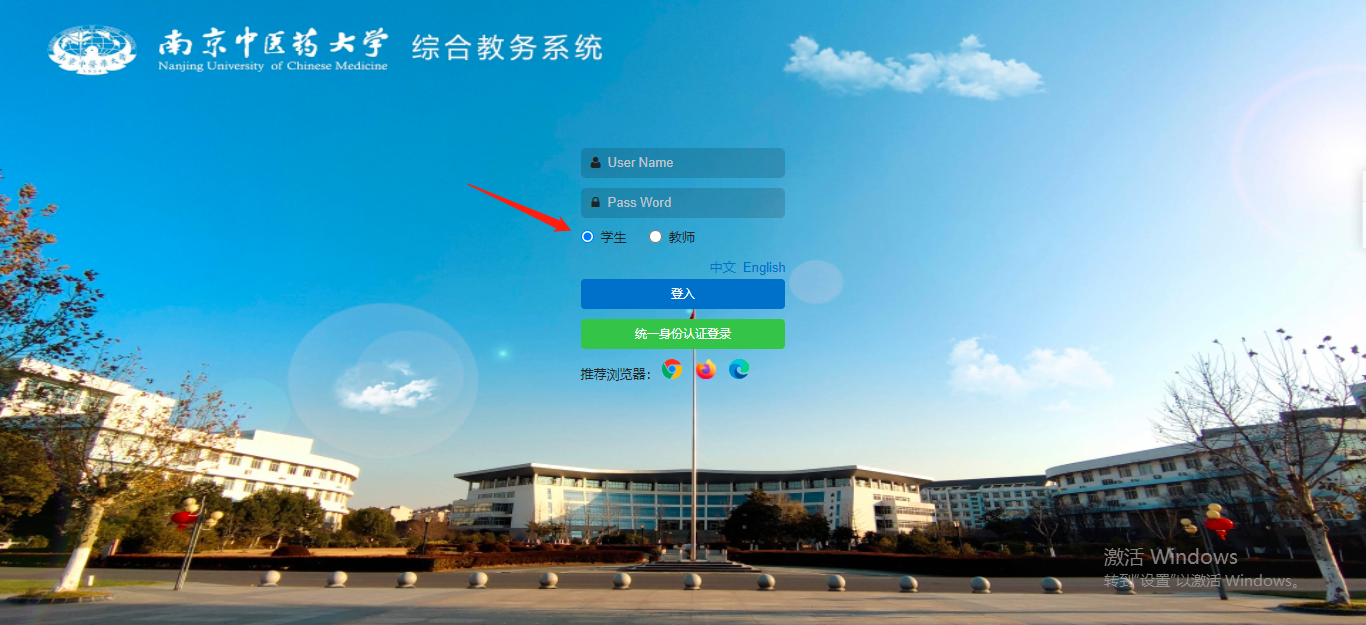 南京中医药大学 综合教务系统
Nanjing University of Chinese Medicine
User Name
Pass Word
学生 教师
中文 English
登入
统一身份认证登录
推荐浏览器:
激活 Windows
转到"设置"以激活 Windows。